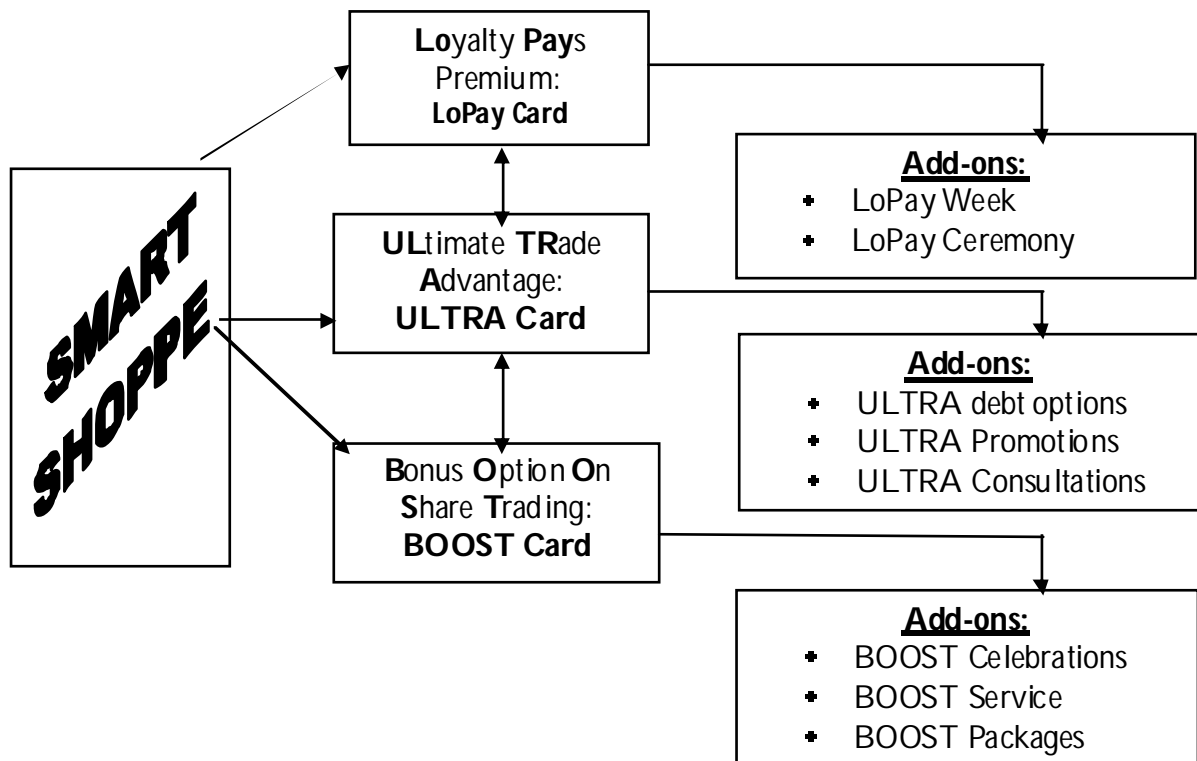 SMART
SHOPPE
Loyalty Pays
Premium:
LoPay Card
Add-ons:
LoPay Week
LoPay Ceremony
ULtimate TRade
Advantage:
ULTRA Card
Add-ons:
ULTRA debt options
ULTRA Promotions
ULTRA Consultations
Bonus Option On
Share Trading:
BOOST Card
Add-ons:
BOOST Celebrations
BOOST Service
BOOST Packages